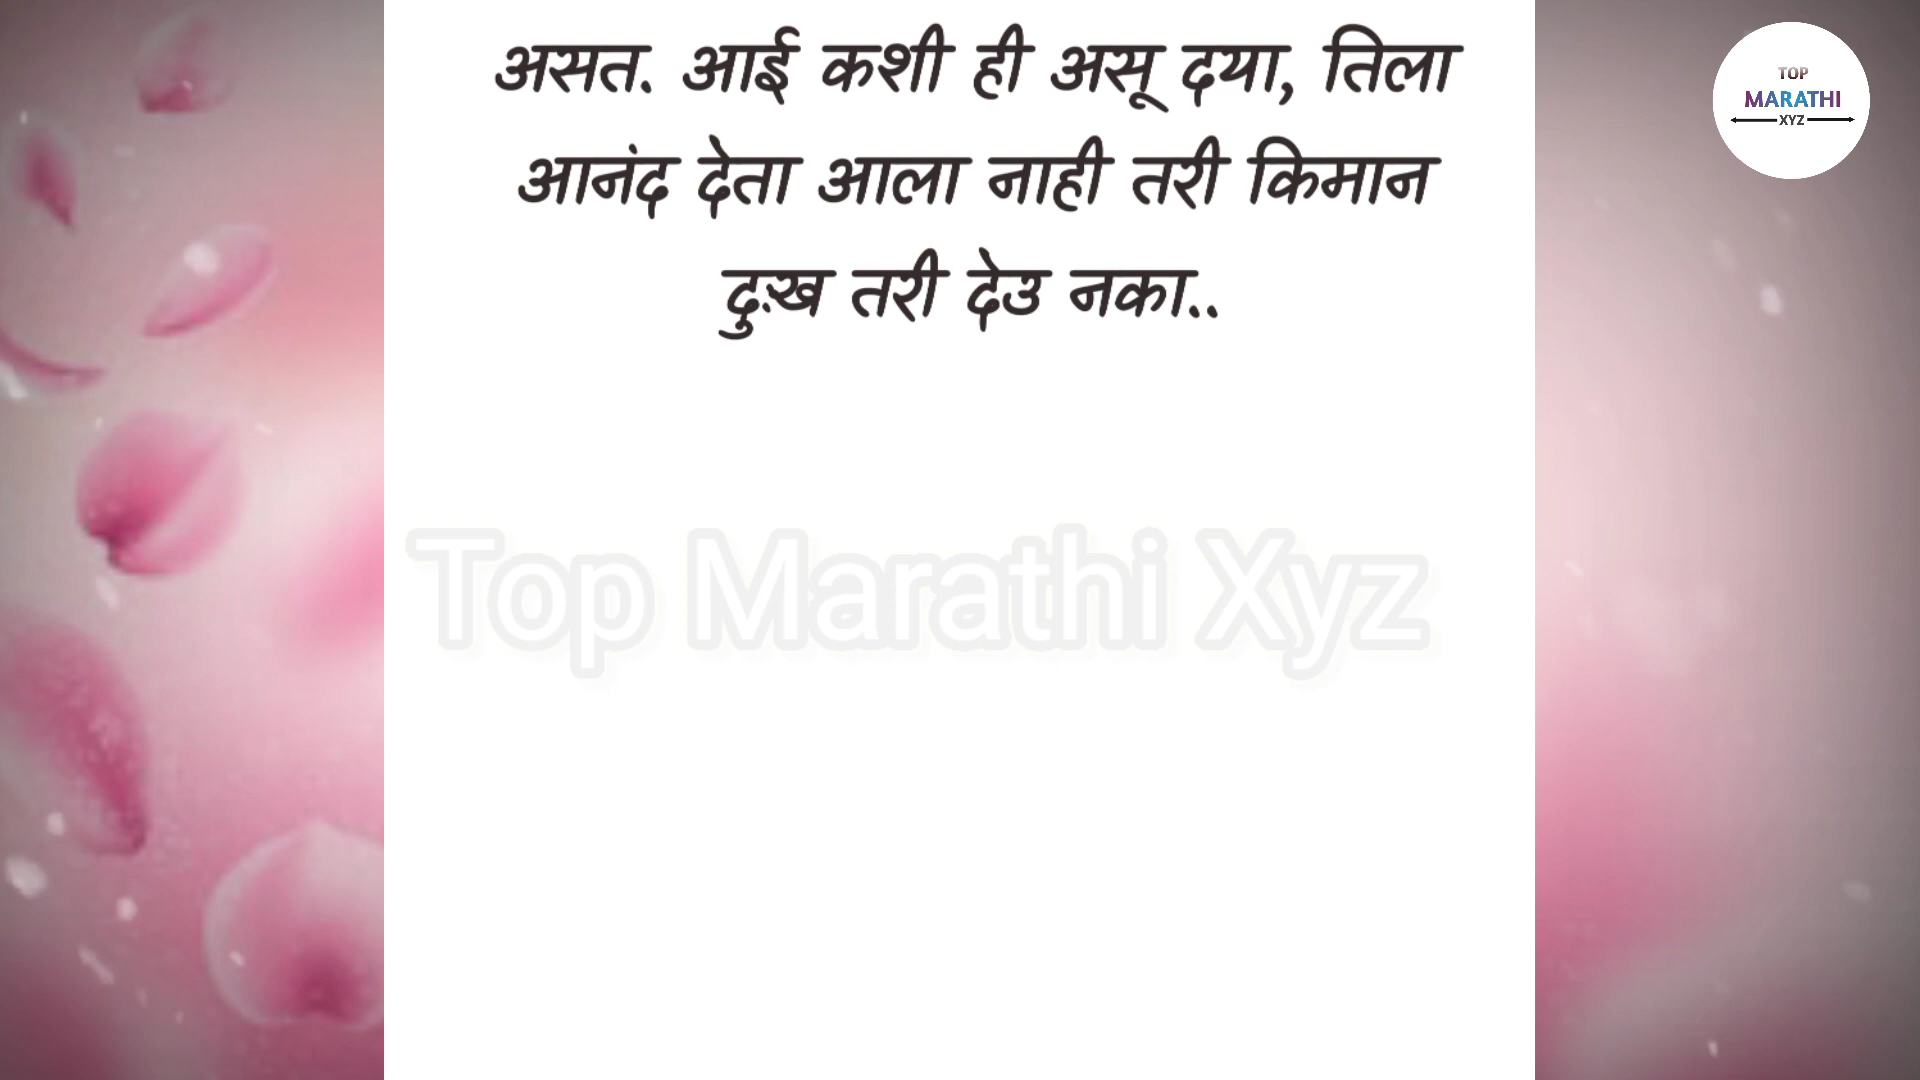 असत. आई कशी ही असू दया, तिला
आनंद देता आला नाही तरी किमान
दुःख तरी देउ नका..
TOP
MARATHI
XYZ
Top Marathi Xyz